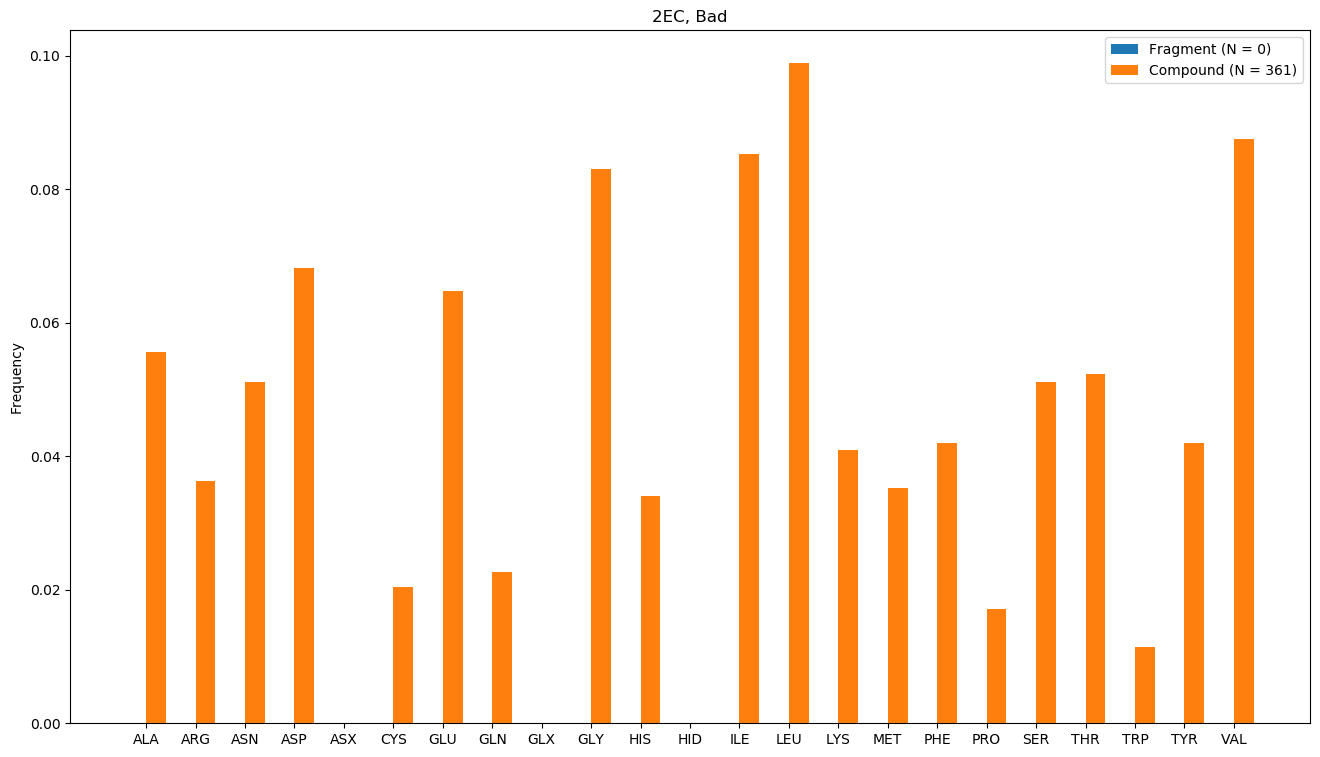 2EC, Bad
Fragment (N = 0)
Compound (N = 361)
0.10
0.08
0.06
0.04
0.02
0.00
Frequency
ALA ARG ASN ASP ASX CYS GLU GLN GLX GLY HIS HID ILE LEU LYS MET PHE PRO SER THR TRP TYR VAL